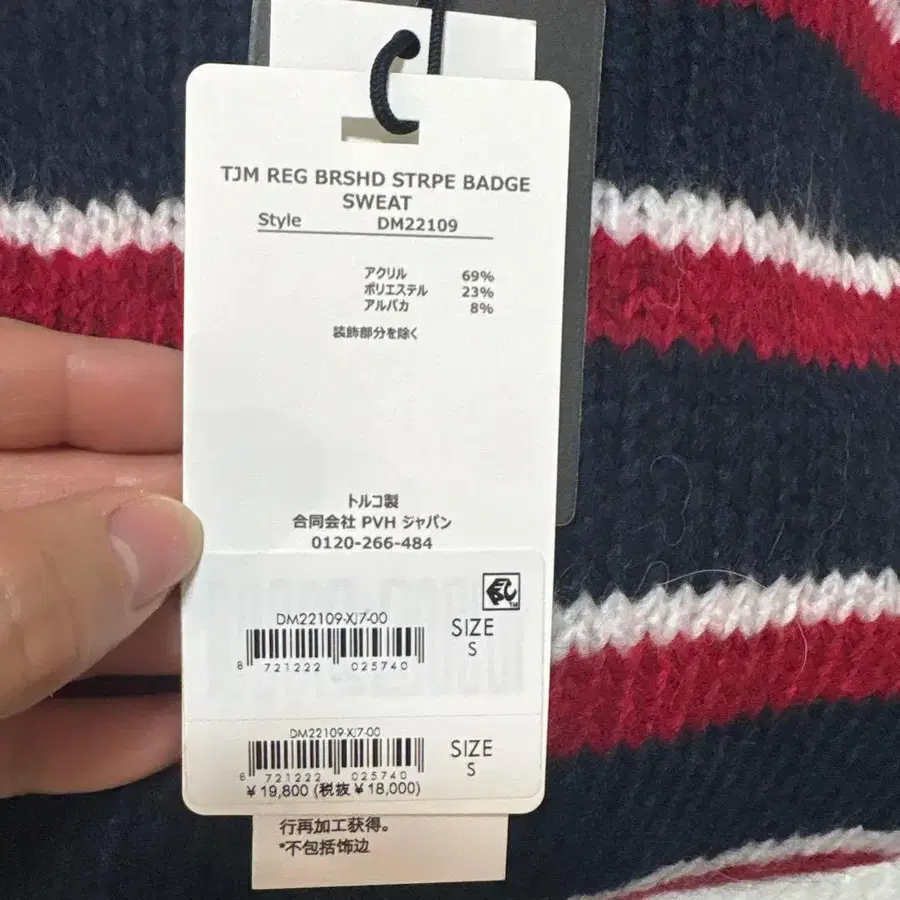 TJM REG BRSHD STRPE BADGE
SWEAT
Style DM22109
アクリル 69%
ポリエステル 23%
アルパカ 8%
装飾部分を除く
トルコ製
合同会社 PVH ジャパン
0120-266-484
DM22109-XJ7-00
SIZE
S
8 721222 025740
DM22109-XJ7-00
SIZE
S
8 721222 025740
¥ 19,800 (税抜 ¥ 18,000)
行再加工获得。
*不包括饰边